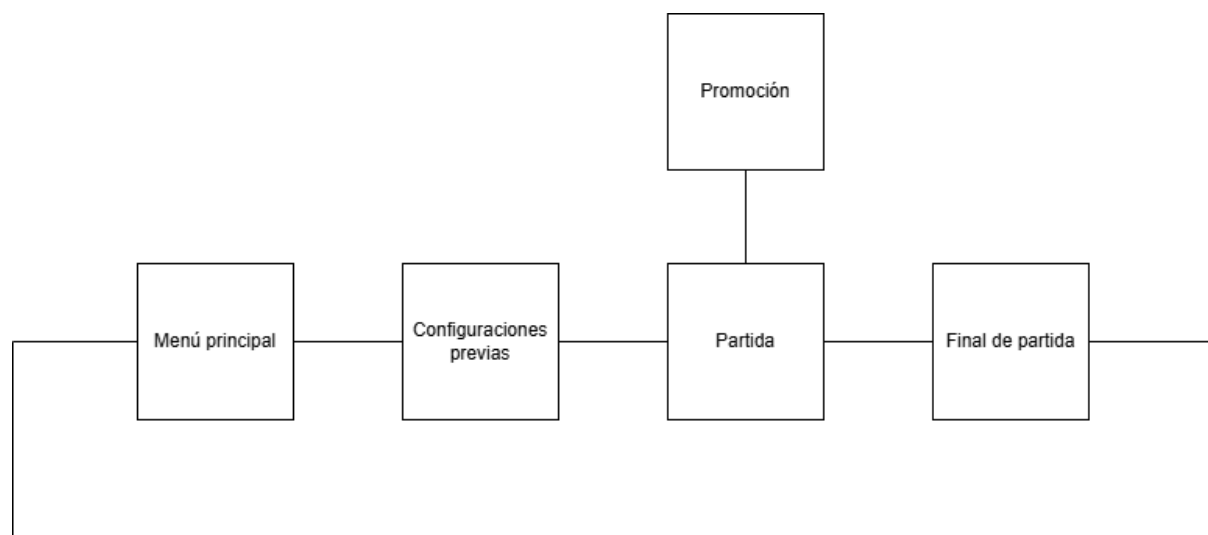 Promoción
Menú principal
Configuraciones
previas
Partida
Final de partida